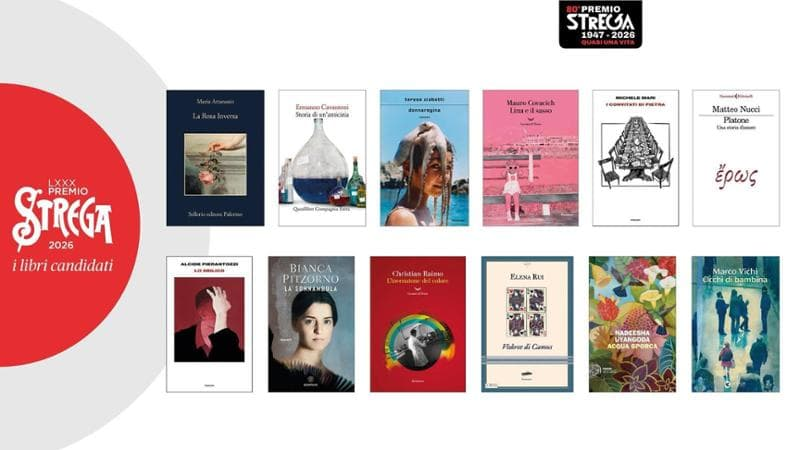 80° PREMIO
STREGA
1947 - 2026
QUASI UNA VITA
LXXX
PREMIO
STREGA
2026
i libri candidati
Maria Attanasio
La Rosa Inversa
Sellerio editore Palermo
Ermanno Cavazzoni
Storia di un'amicizia
Quodlibet Compagnia Extra
teresa ciabatti
donnaregina
Mauro Covacich
Lina e il sasso
MICHELE MARI
I CONVITATI DI PIETRA
Matteo Nucci
Platone
Una storia d'amore
ἔρως
ALCIDE PIERANTOZZI
LO SBILICO
BIANCA
PITZORNO
LA SONNAMBULA
Christian Raimo
L'invenzione del colore
ELENA RUI
Vedove di Camus
NADEESHA
UYANGODA
ACQUA SPORCA
Marco Vichi
Occhi di bambina